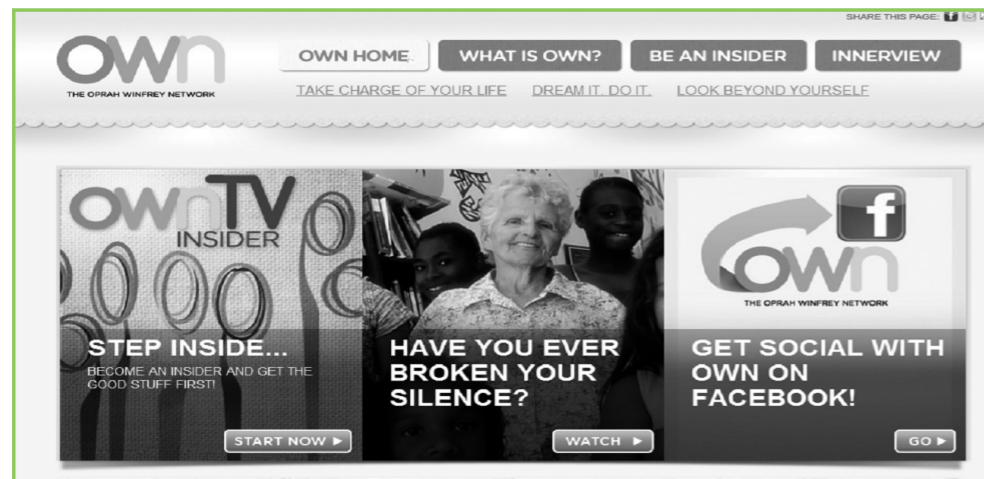 SHARE THIS PAGE:
own
THE OPRAH WINFREY NETWORK
OWN HOME WHAT IS OWN? BE AN INSIDER INNERVIEW
TAKE CHARGE OF YOUR LIFE DREAM IT. DO IT. LOOK BEYOND YOURSELF
ownTV
INSIDER
STEP INSIDE...
BECOME AN INSIDER AND GET THE
GOOD STUFF FIRST!
START NOW
HAVE YOU EVER
BROKEN YOUR
SILENCE?
WATCH
f
own
THE OPRAH WINFREY NETWORK
GET SOCIAL WITH
OWN ON
FACEBOOK!
GO